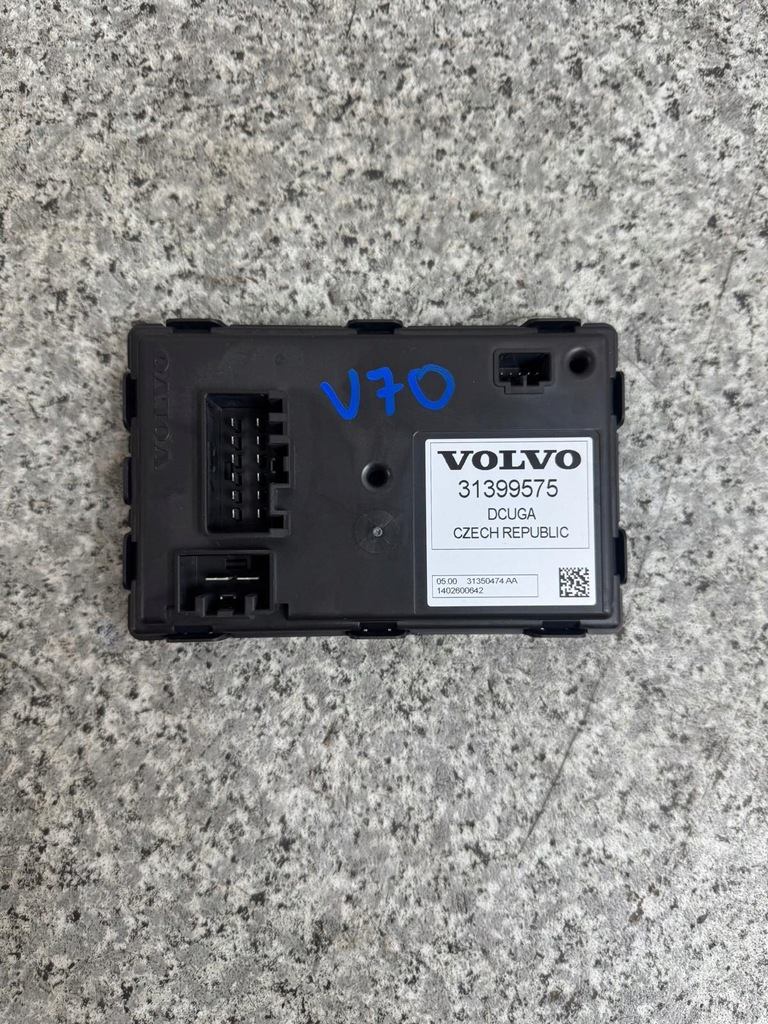 VOLVO
V70
VOLVO
31399575
DCUGA
CZECH REPUBLIC
05.00 31350474 AA
1402600642